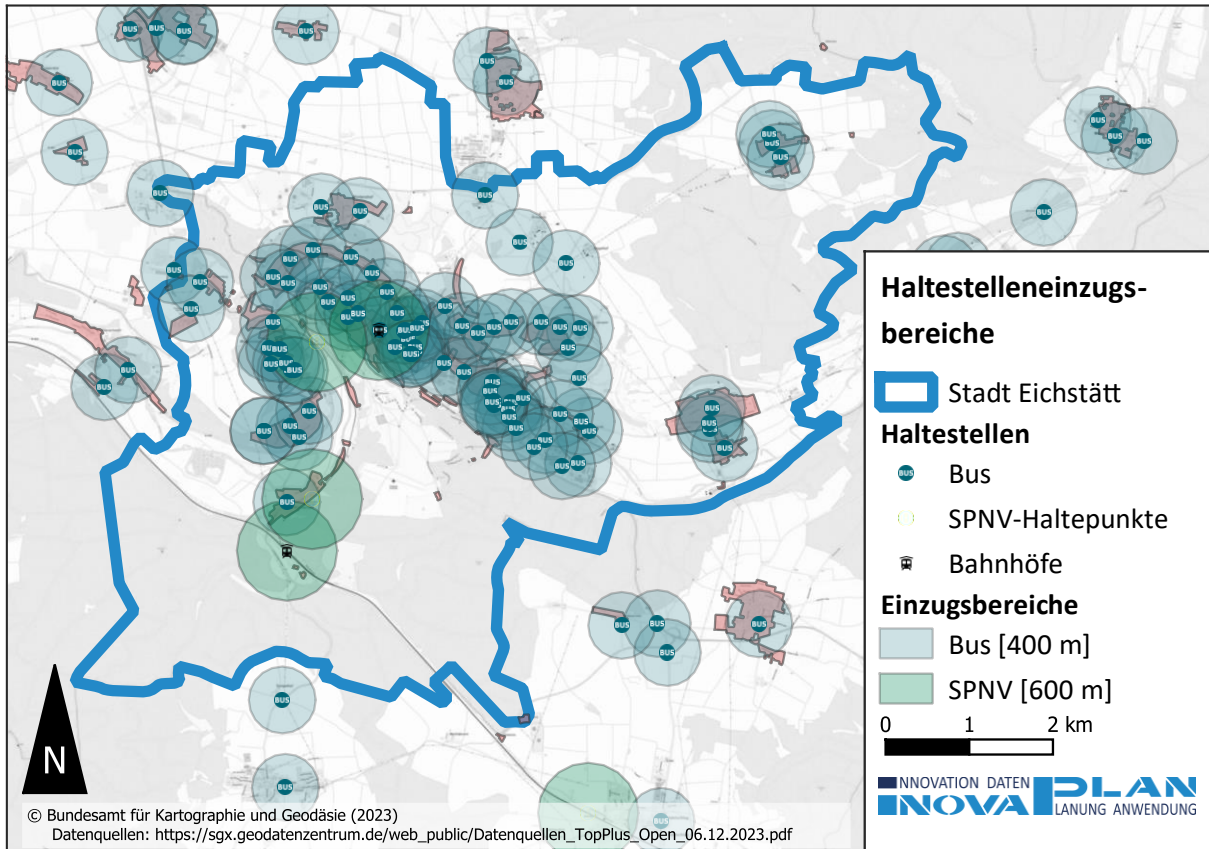 Haltestelleneinzugs-
bereiche
Stadt Eichstätt
Haltestellen
BUS Bus
SPNV-Haltepunkte
Bahnhöfe
Einzugsbereiche
Bus [400 m]
SPNV [600 m]
0 1 2 km
INNOVATION DATEN PLAN
INOVA LANUNG ANWENDUNG
N
© Bundesamt für Kartographie und Geodäsie (2023)
Datenquellen: https://sgx.geodatenzentrum.de/web_public/Datenquellen_TopPlus_Open_06.12.2023.pdf